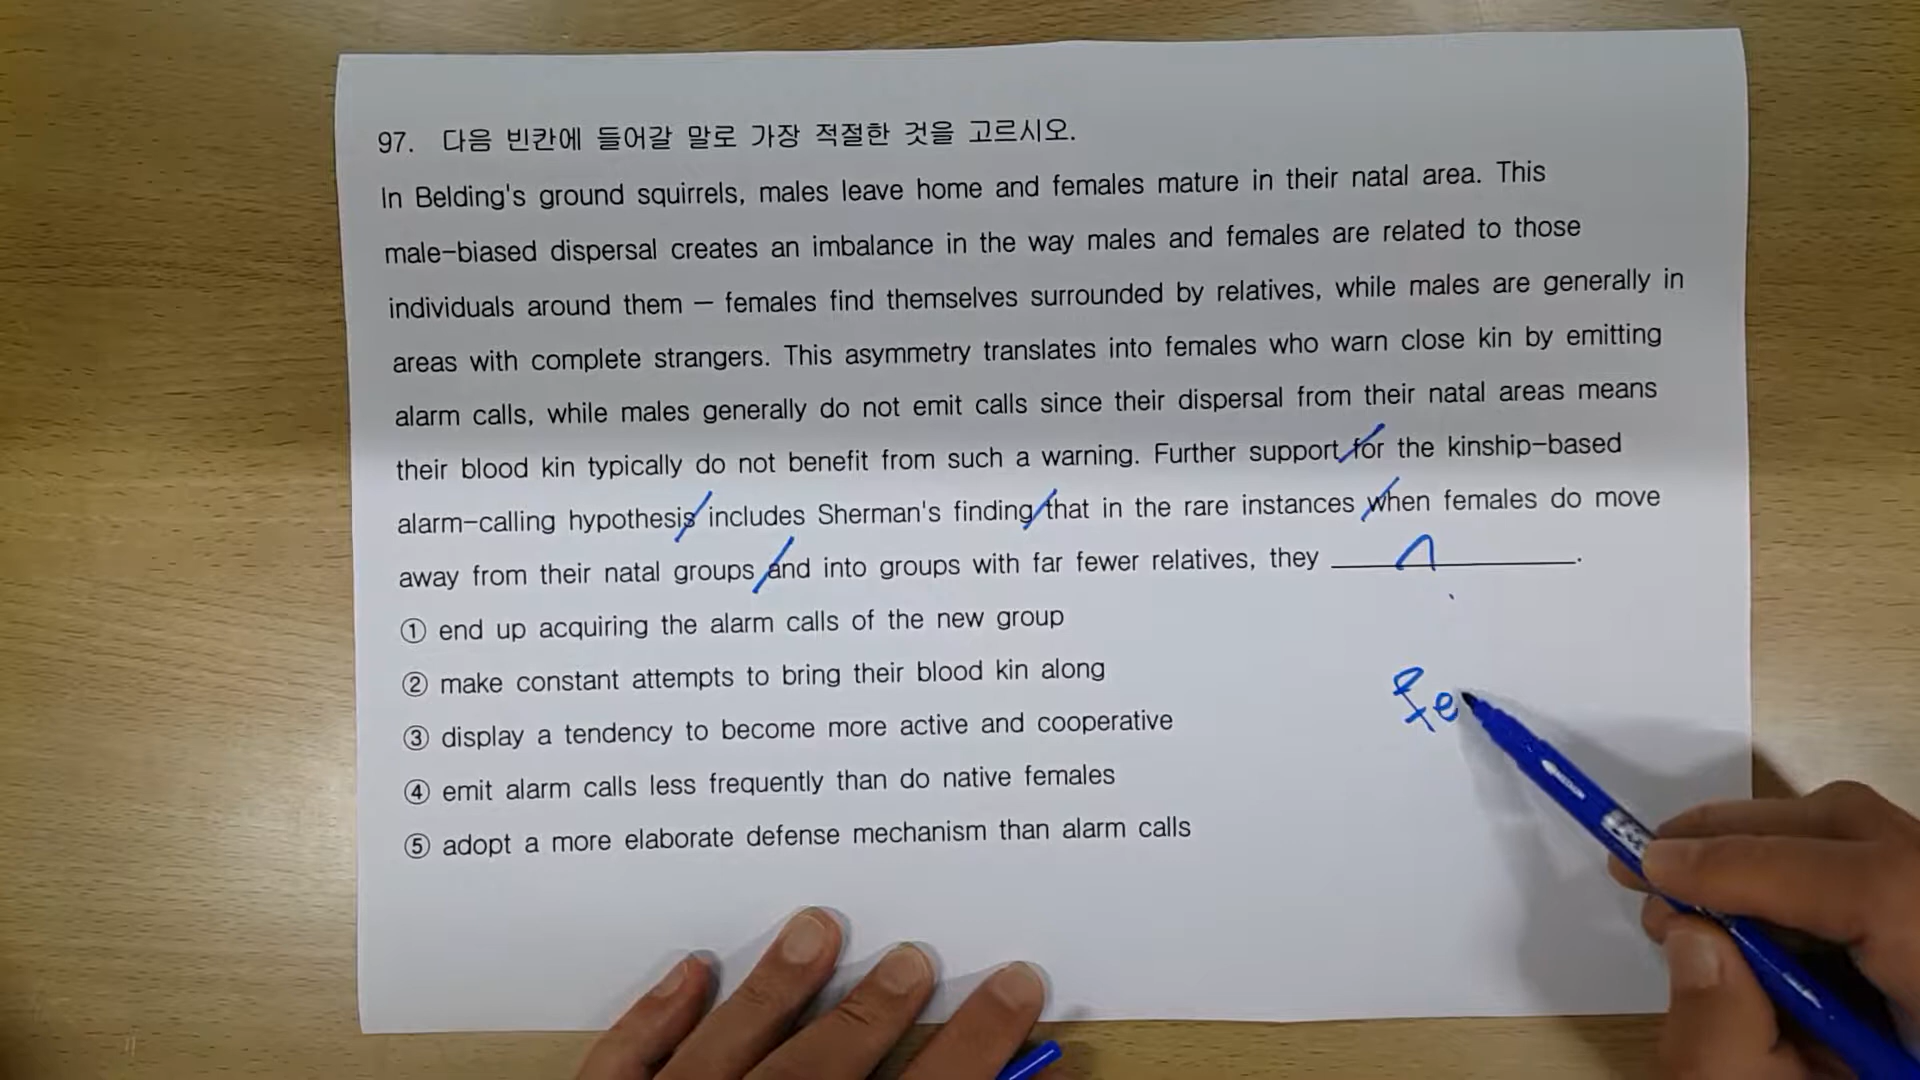 97. 다음 빈칸에 들어갈 말로 가장 적절한 것을 고르시오.
In Belding's ground squirrels, males leave home and females mature in their natal area. This
male-biased dispersal creates an imbalance in the way males and females are related to those
individuals around them — females find themselves surrounded by relatives, while males are generally in
areas with complete strangers. This asymmetry translates into females who warn close kin by emitting
alarm calls, while males generally do not emit calls since their dispersal from their natal areas means
their blood kin typically do not benefit from such a warning. Further support for the kinship-based
alarm-calling hypothesis includes Sherman's finding that in the rare instances when females do move
away from their natal groups and into groups with far fewer relatives, they ____________.
① end up acquiring the alarm calls of the new group
② make constant attempts to bring their blood kin along
③ display a tendency to become more active and cooperative
④ emit alarm calls less frequently than do native females
⑤ adopt a more elaborate defense mechanism than alarm calls
fe